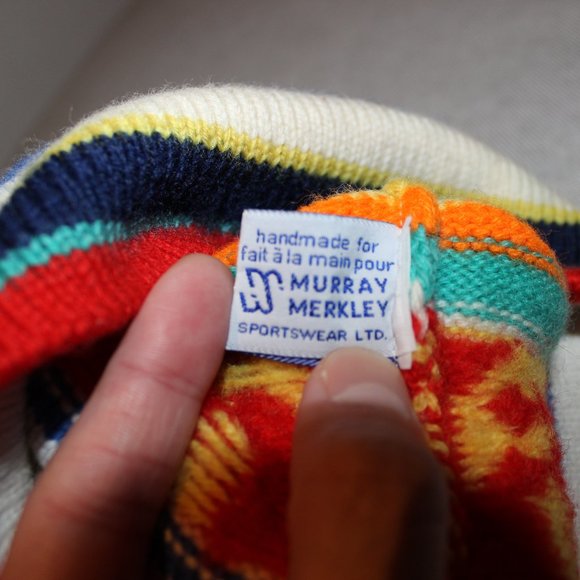 handmade for
fait à la main pour
MURRAY
MERKLEY
SPORTSWEAR LTD.